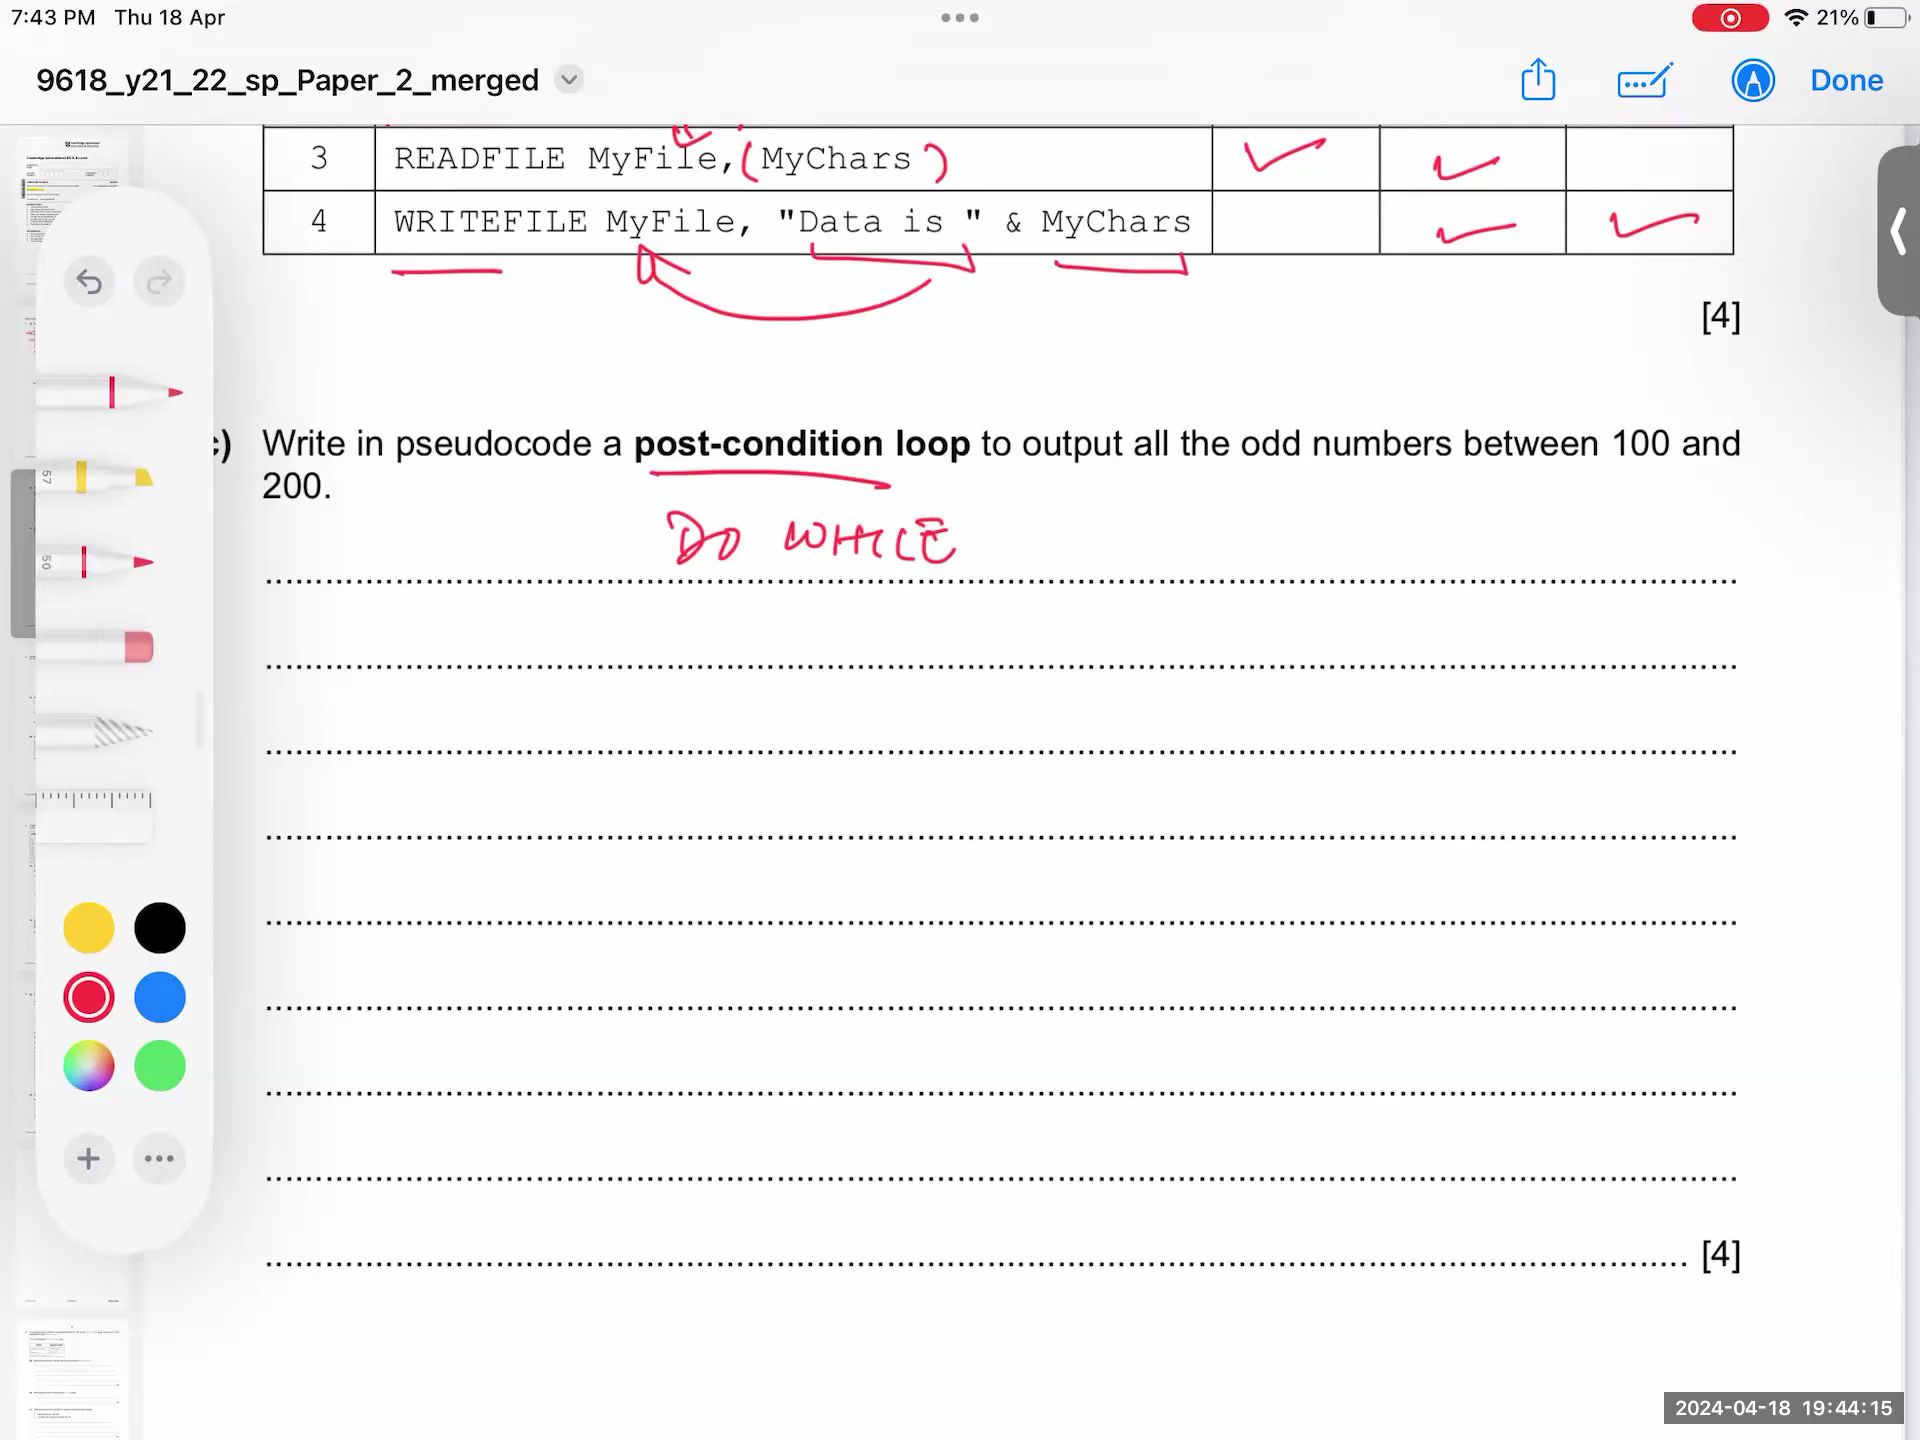 7:43 PM Thu 18 Apr
21%
9618_y21_22_sp_Paper_2_merged
Done
3 READFILE MyFile, (MyChars)
4 WRITEFILE MyFile, "Data is " & MyChars
[4]
c) Write in pseudocode a post-condition loop to output all the odd numbers between 100 and
200.
DO WHILE
57
50
[4]
2024-04-18 19:44:15